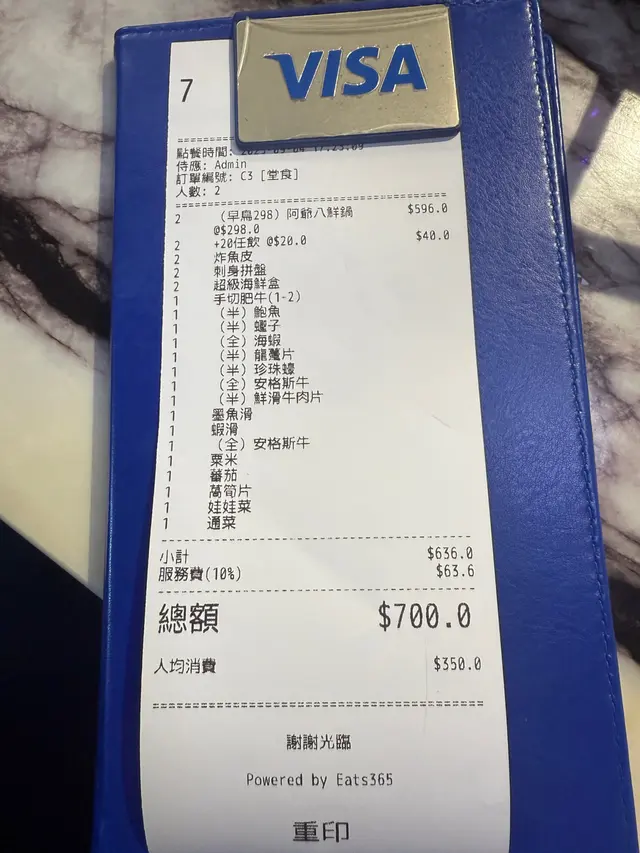 VISA
7
點餐時間: 2025-05-04 17:23:09
侍應: Admin
訂單編號: C3 [堂食]
人數: 2
2 (早鳥298) 阿爺八鮮鍋 $596.0
@$298.0
2 +20任飲 @$20.0 $40.0
2 炸魚皮
2 刺身拼盤
2 超級海鮮盒
1 手切肥牛(1-2)
1 (半) 鮑魚
1 (半) 蟶子
1 (全) 海蝦
1 (半) 龍躉片
1 (半) 珍珠蠔
1 (全) 安格斯牛
1 (半) 鮮滑牛肉片
1 墨魚滑
1 蝦滑
1 (全) 安格斯牛
1 粟米
1 蕃茄
1 萵筍片
1 娃娃菜
1 通菜
小計 $636.0
服務費(10%) $63.6
總額 $700.0
人均消費 $350.0
謝謝光臨
Powered by Eats365
重印